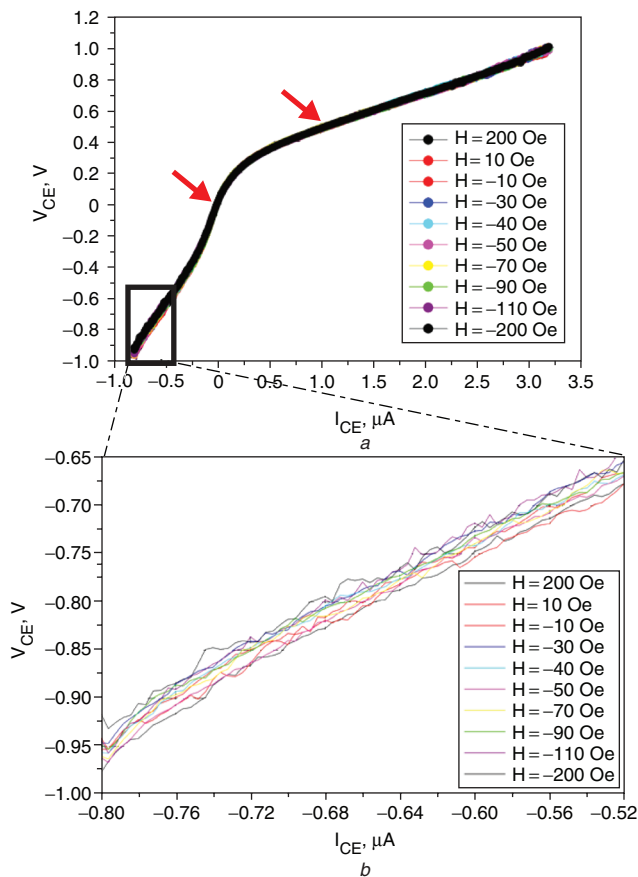 1.2
1.0
0.8
0.6
0.4
0.2
0
−0.2
−0.4
−0.6
−0.8
−1.0
V_CE, V
H = 200 Oe
H = 10 Oe
H = −10 Oe
H = −30 Oe
H = −40 Oe
H = −50 Oe
H = −70 Oe
H = −90 Oe
H = −110 Oe
H = −200 Oe
−1.0 −0.5 0 0.5 1.0 1.5 2.0 2.5 3.0 3.5
I_CE, μA
a
−0.65
−0.70
−0.75
−0.80
−0.85
−0.90
−0.95
−1.00
V_CE, V
H = 200 Oe
H = 10 Oe
H = −10 Oe
H = −30 Oe
H = −40 Oe
H = −50 Oe
H = −70 Oe
H = −90 Oe
H = −110 Oe
H = −200 Oe
−0.80 −0.76 −0.72 −0.68 −0.64 −0.60 −0.56 −0.52
I_CE, μA
b